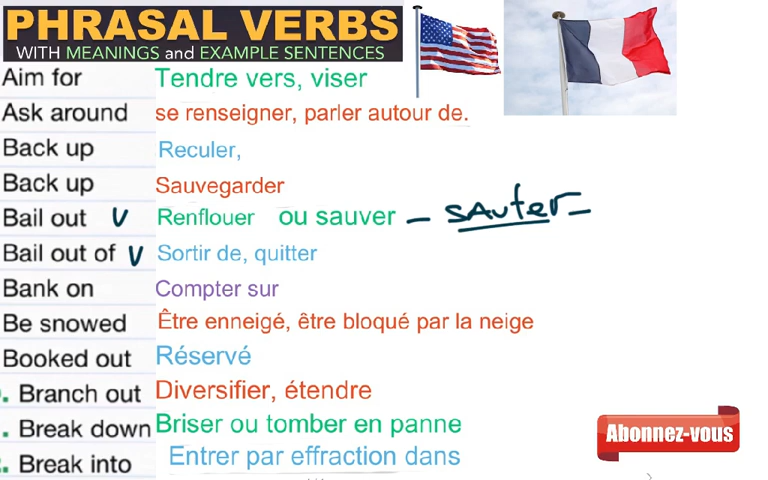 PHRASAL VERBS
WITH MEANINGS and EXAMPLE SENTENCES
Aim for Tendre vers, viser
Ask around se renseigner, parler autour de.
Back up Reculer,
Back up Sauvegarder
Bail out v Renflouer ou sauver - sAuter-
Bail out of v Sortir de, quitter
Bank on Compter sur
Be snowed Être enneigé, être bloqué par la neige
Booked out Réservé
. Branch out Diversifier, étendre
. Break down Briser ou tomber en panne
. Break into Entrer par effraction dans
Abonnez-vous